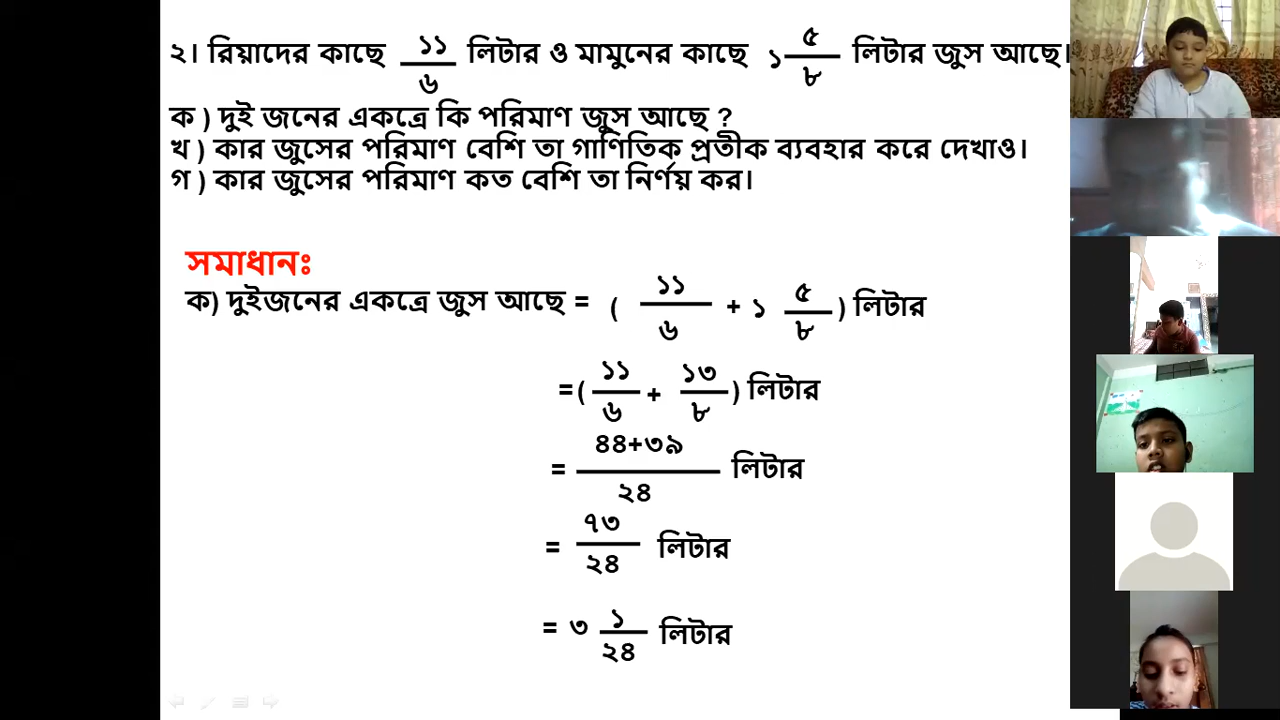 ২। রিয়াদের কাছে ১১/৬ লিটার ও মামুনের কাছে ১ ৫/৮ লিটার জুস আছে।
ক ) দুই জনের একত্রে কি পরিমাণ জুস আছে ?
খ ) কার জুসের পরিমাণ বেশি তা গাণিতিক প্রতীক ব্যবহার করে দেখাও।
গ ) কার জুসের পরিমাণ কত বেশি তা নির্ণয় কর।
সমাধানঃ
ক) দুইজনের একত্রে জুস আছে = ( ১১/৬ + ১ ৫/৮ ) লিটার
=( ১১/৬ + ১৩/৮ ) লিটার
= ৪৪+৩৯/২৪ লিটার
= ৭৩/২৪ লিটার
= ৩ ১/২৪ লিটার